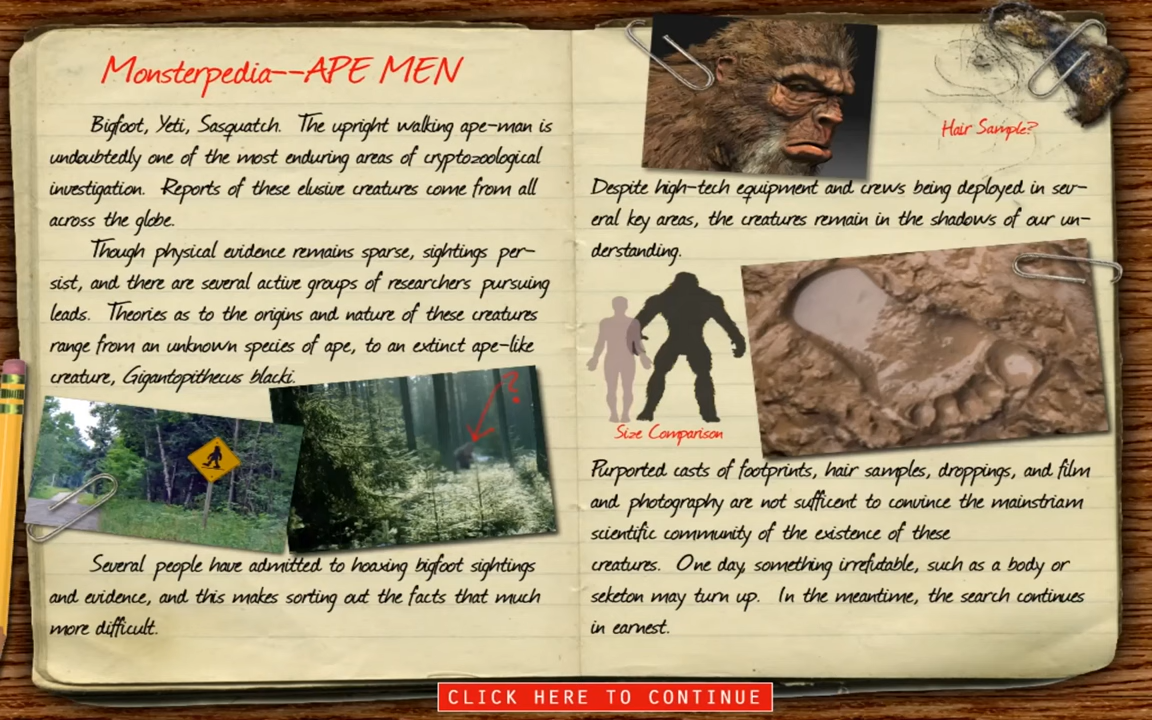 Monsterpedia--APE MEN
Bigfoot, Yeti, Sasquatch. The upright walking ape-man is
undoubtedly one of the most enduring areas of cryptozoological
investigation. Reports of these elusive creatures come from all
across the globe.
Though physical evidence remains sparse, sightings per-
sist, and there are several active groups of researchers pursuing
leads. Theories as to the origins and nature of these creatures
range from an unknown species of ape, to an extinct ape-like
creature, Gigantopithecus blacki.
?
Several people have admitted to hoaxing bigfoot sightings
and evidence, and this makes sorting out the facts that much
more difficult.
Hair Sample?
Despite high-tech equipment and crews being deployed in sev-
eral key areas, the creatures remain in the shadows of our un-
derstanding.
Size Comparison
Purported casts of footprints, hair samples, droppings, and film
and photography are not sufficent to convince the mainstriam
scientific community of the existence of these
creatures. One day, something irrefutable, such as a body or
seketon may turn up. In the meantime, the search continues
in earnest.
CLICK HERE TO CONTINUE